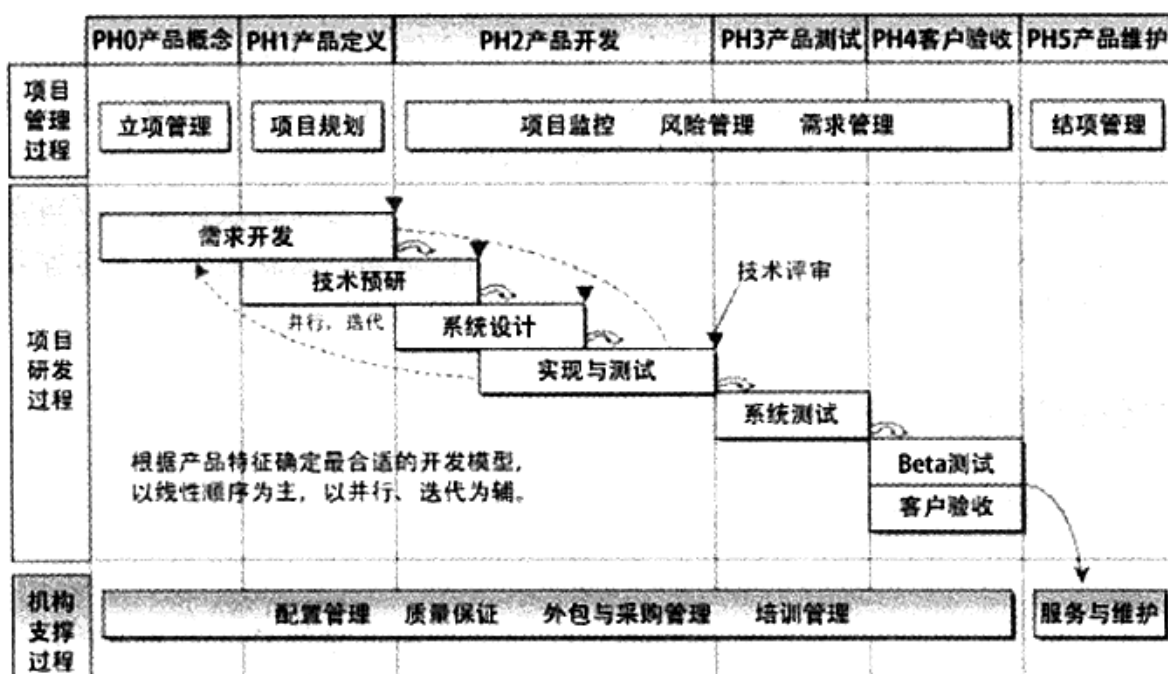 PH0产品概念 PH1产品定义 PH2产品开发 PH3产品测试 PH4客户验收 PH5产品维护
项目
管理
过程
立项管理 项目规划 项目监控 风险管理 需求管理 结项管理
项目
研发
过程
需求开发
技术预研
技术评审
并行，迭代
系统设计
实现与测试
系统测试
根据产品特征确定最合适的开发模型，
以线性顺序为主，以并行、迭代为辅。
Beta测试
客户验收
机构
支撑
过程
配置管理 质量保证 外包与采购管理 培训管理 服务与维护